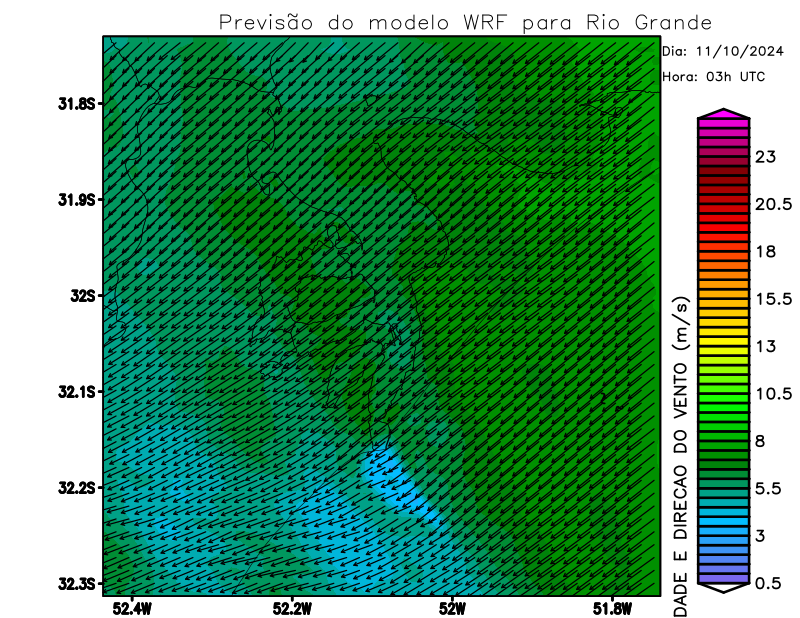 Previsão do modelo WRF para Rio Grande
Dia: 11/10/2024
Hora: 03h UTC
31.8S
31.9S
32S
32.1S
32.2S
32.3S
52.4W
52.2W
52W
51.8W
23
20.5
18
15.5
13
10.5
8
5.5
3
0.5
DADE E DIRECAO DO VENTO (m/s)